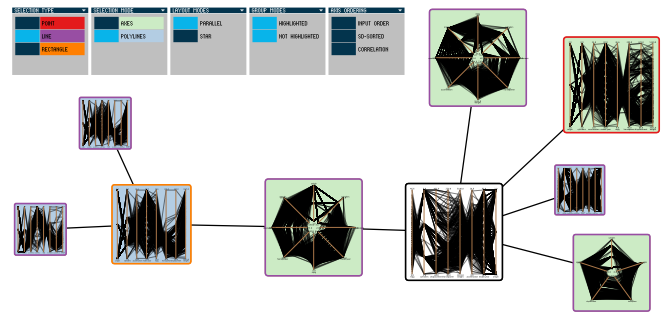 SELECTION TYPE
POINT
LINE
RECTANGLE
SELECTION MODE
AXES
POLYLINES
LAYOUT MODES
PARALLEL
STAR
GROUP MODES
HIGHLIGHTED
NOT HIGHLIGHTED
AXIS ORDERING
INPUT ORDER
SD-SORTED
CORRELATION